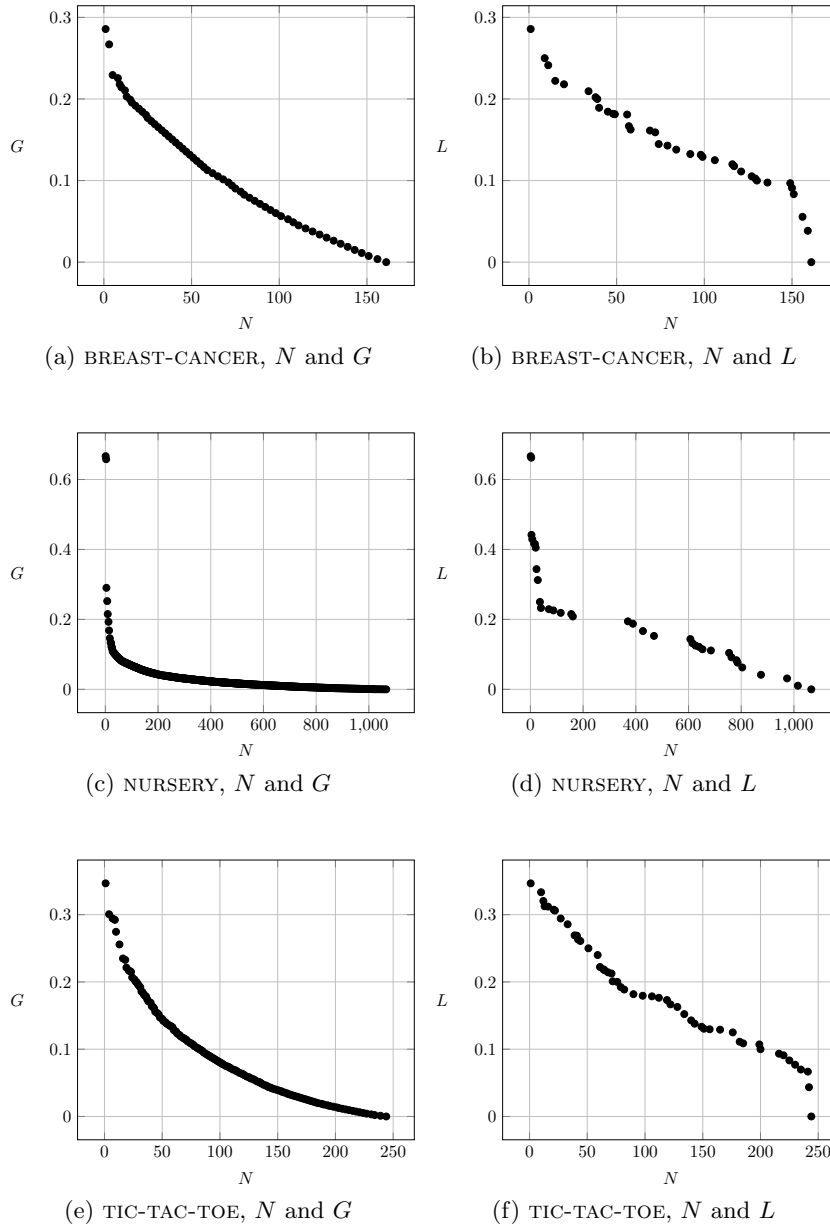 0.3
0.2
0.1
0
G
0 50 100 150
N
(a) BREAST-CANCER, N and G
0.3
0.2
0.1
0
L
0 50 100 150
N
(b) BREAST-CANCER, N and L
0.6
0.4
0.2
0
G
0 200 400 600 800 1,000
N
(c) NURSERY, N and G
0.6
0.4
0.2
0
L
0 200 400 600 800 1,000
N
(d) NURSERY, N and L
0.3
0.2
0.1
0
G
0 50 100 150 200 250
N
(e) TIC-TAC-TOE, N and G
0.3
0.2
0.1
0
L
0 50 100 150 200 250
N
(f) TIC-TAC-TOE, N and L